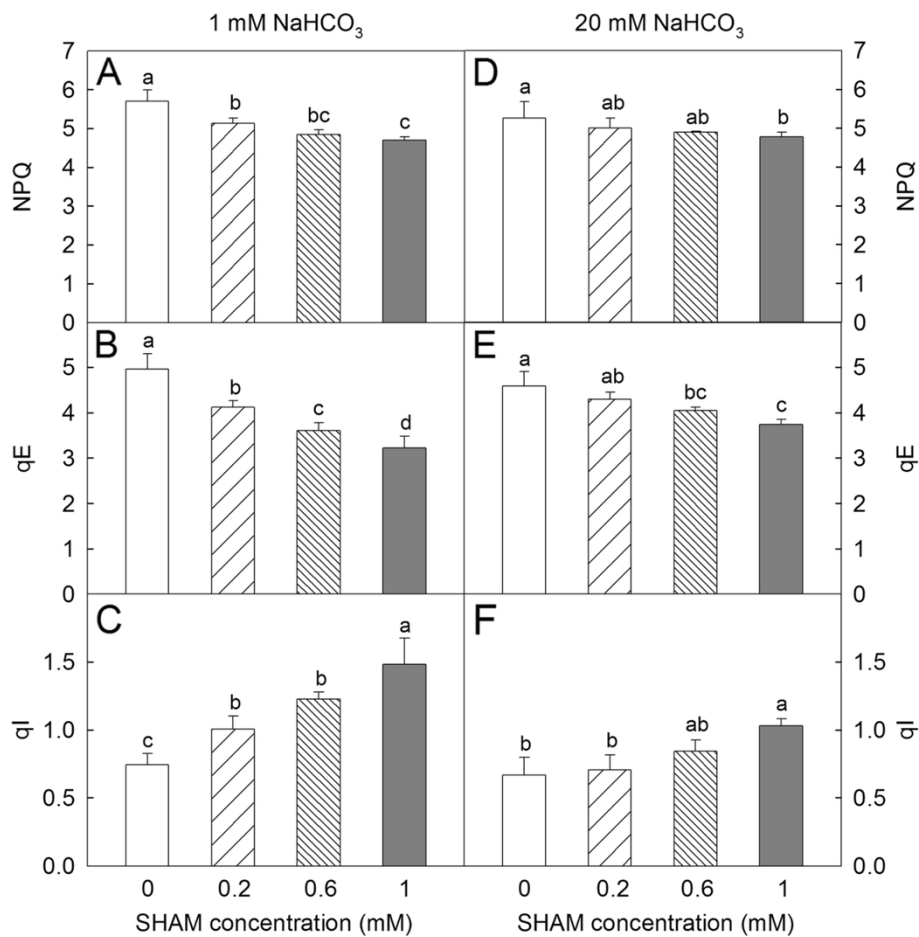 1 mM NaHCO₃ 20 mM NaHCO₃
A
NPQ
7
6
5
4
3
2
1
0
a
b
bc
c
D
a
ab
ab
b
7
6
5
4
3
2
1
0
NPQ
B
qE
5
4
3
2
1
0
a
b
c
d
E
a
ab
bc
c
5
4
3
2
1
0
qE
C
qI
1.5
1.0
0.5
0.0
c
b
b
a
F
b
b
ab
a
1.5
1.0
0.5
0.0
qI
0 0.2 0.6 1 0 0.2 0.6 1
SHAM concentration (mM) SHAM concentration (mM)